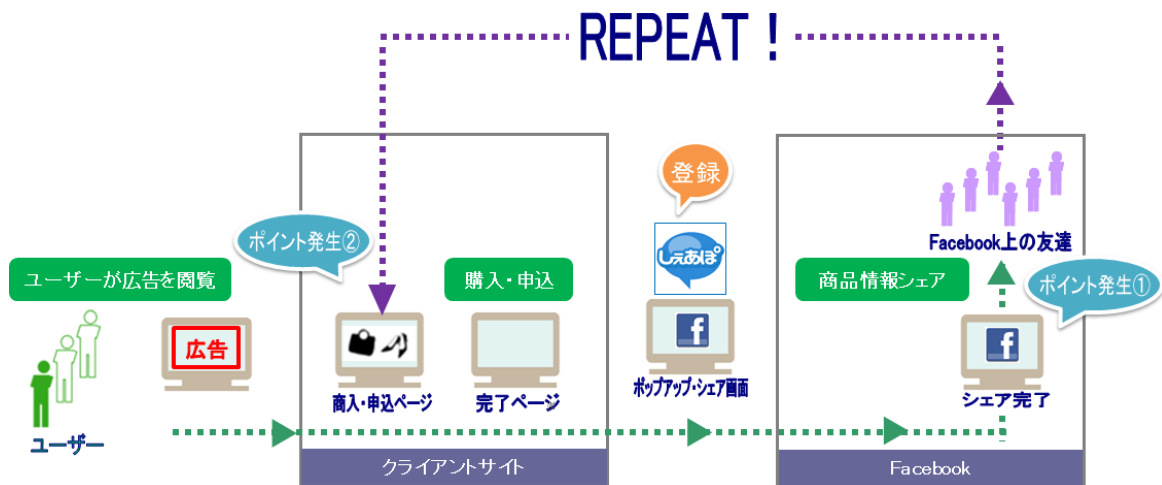 REPEAT!
登録
ポイント発生②
しぇあぽ
Facebook上の友達
ユーザーが広告を閲覧
購入・申込
商品情報シェア
ポイント発生①
広告
f
f
商入・申込ページ
完了ページ
ポップアップ・シェア画面
シェア完了
ユーザー
クライアントサイト
Facebook